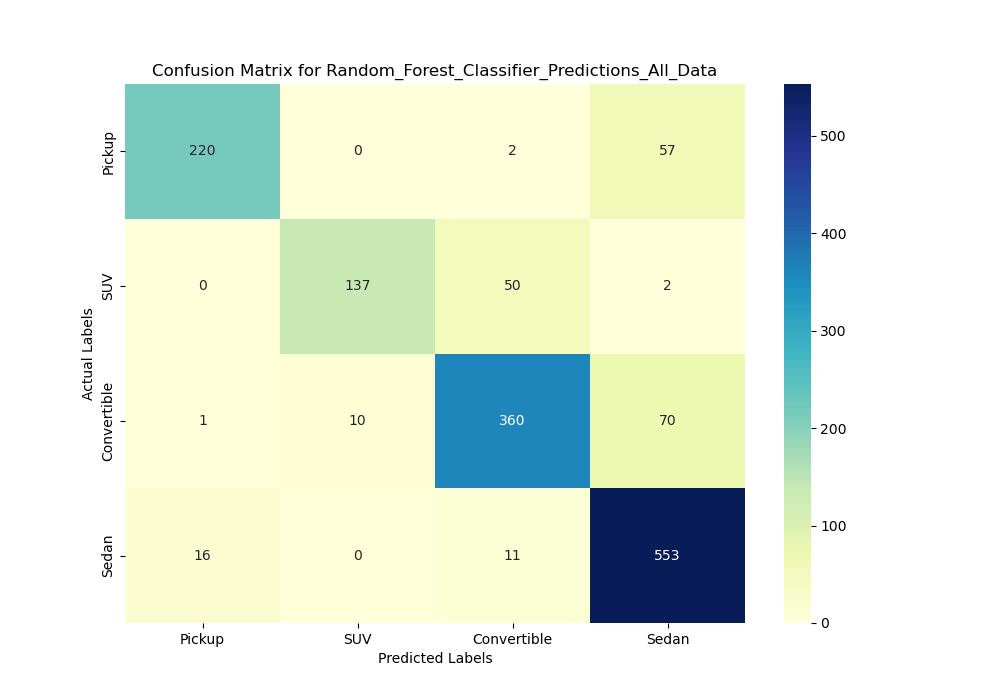 Confusion Matrix for Random_Forest_Classifier_Predictions_All_Data
Actual Labels
Pickup
220 0 2 57
SUV
0 137 50 2
Convertible
1 10 360 70
Sedan
16 0 11 553
Pickup SUV Convertible Sedan
Predicted Labels
500
400
300
200
100
0